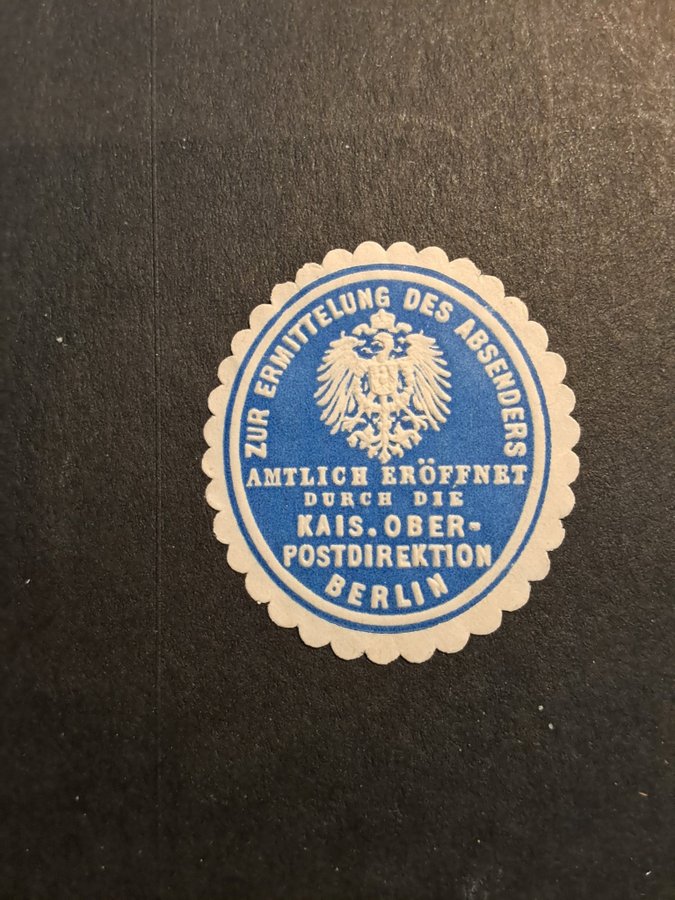 ZUR ERMITTELUNG DES ABSENDERS
AMTLICH ERÖFFNET
DURCH DIE
KAIS. OBER-
POSTDIREKTION
BERLIN